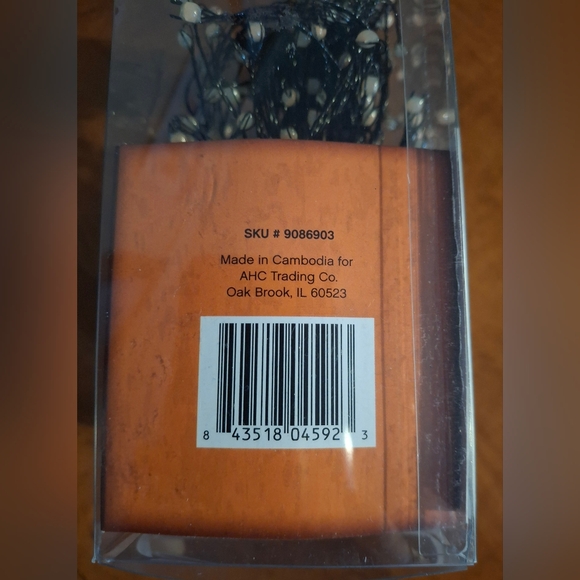 SKU # 9086903
Made in Cambodia for
AHC Trading Co.
Oak Brook, IL 60523
8 43518 04592 3